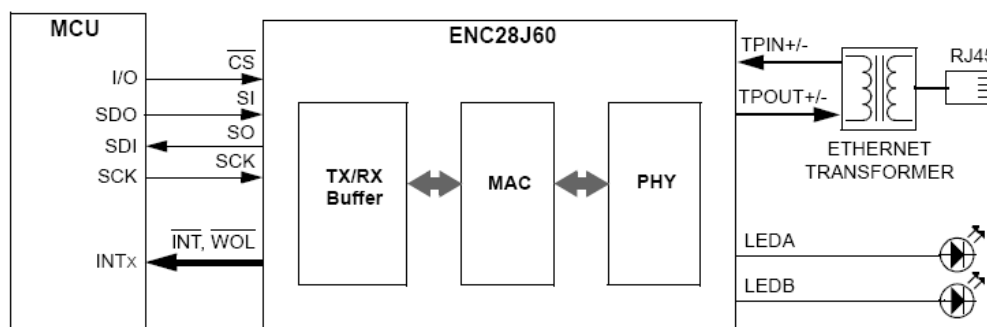 MCU
ENC28J60
I/O
SDO
SDI
SCK
INTX
CS
SI
SO
SCK
INT, WOL
TX/RX
Buffer
MAC
PHY
TPIN+/-
TPOUT+/-
RJ45
ETHERNET
TRANSFORMER
LEDA
LEDB